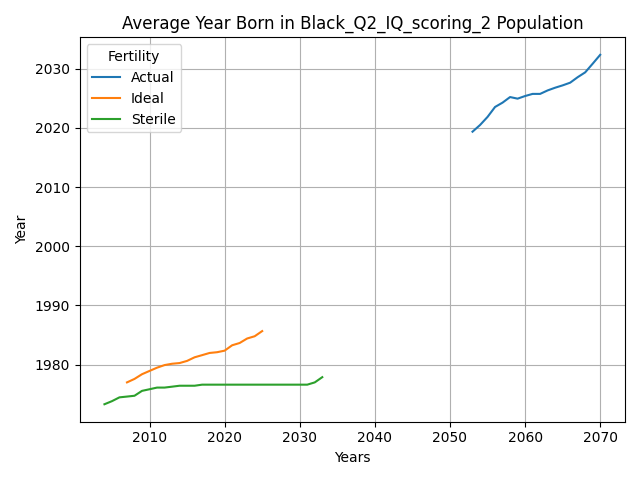 Average Year Born in Black_Q2_IQ_scoring_2 Population
Fertility
Actual
Ideal
Sterile
Year
2030
2020
2010
2000
1990
1980
2010
2020
2030
2040
2050
2060
2070
Years